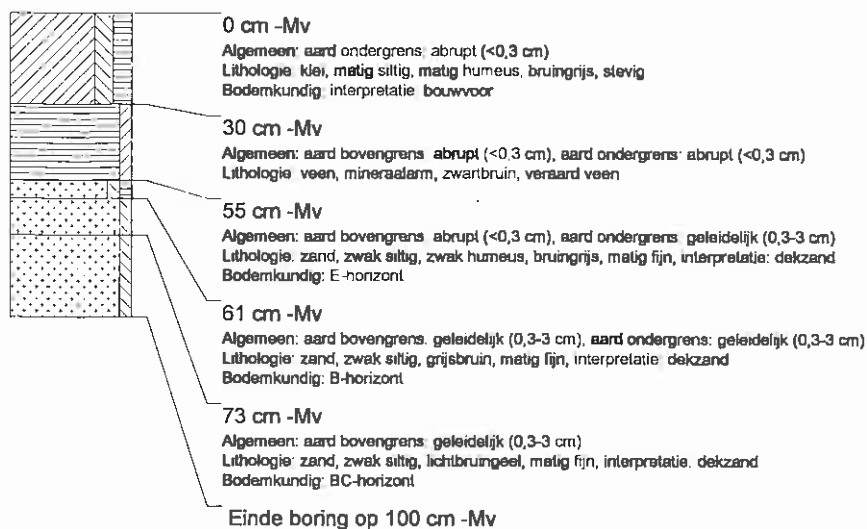 0 cm -Mv
Algemeen: aard ondergrens: abrupt (<0,3 cm)
Lithologie: klei, matig siltig, matig humeus, bruingrijs, stevig
Bodemkundig: interpretatie: bouwvoor
30 cm -Mv
Algemeen: aard bovengrens: abrupt (<0,3 cm), aard ondergrens: abrupt (<0,3 cm)
Lithologie: veen, mineraalarm, zwartbruin, veraard veen
55 cm -Mv
Algemeen: aard bovengrens: abrupt (<0,3 cm), aard ondergrens: geleidelijk (0,3-3 cm)
Lithologie: zand, zwak siltig, zwak humeus, bruingrijs, matig fijn, interpretatie: dekzand
Bodemkundig: E-horizont
61 cm -Mv
Algemeen: aard bovengrens: geleidelijk (0,3-3 cm), aard ondergrens: geleidelijk (0,3-3 cm)
Lithologie: zand, zwak siltig, grijsbruin, matig fijn, interpretatie: dekzand
Bodemkundig: B-horizont
73 cm -Mv
Algemeen: aard bovengrens: geleidelijk (0,3-3 cm)
Lithologie: zand, zwak siltig, lichtbruingeel, matig fijn, interpretatie: dekzand
Bodemkundig: BC-horizont
Einde boring op 100 cm -Mv